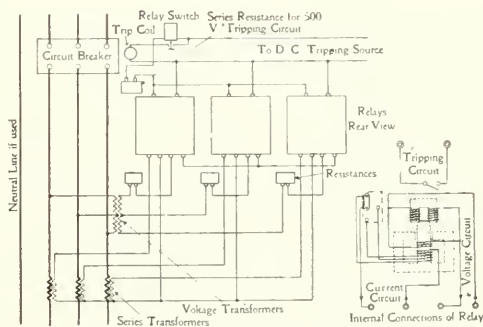 Relay Switch
Series Resistance for 500
V Tripping Circuit
Trip Coil
To D C Tripping Source
Circuit Breaker
Relays
Rear View
Neutral Line if used
Tripping
Circuit
Resistances
Voltage Circuit
Current
Circuit
Voltage Transformers
Series Transformers
Internal Connections of Relay